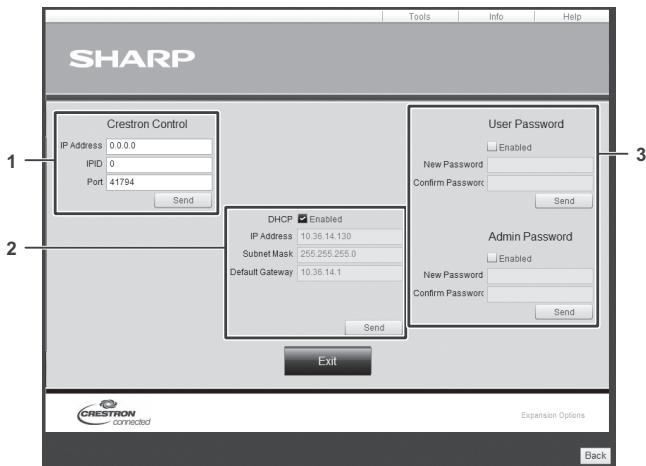 Tools Info Help
SHARP
1
Crestron Control
IP Address 0.0.0.0
IPID 0
Port 41794
Send
2
DHCP Enabled
IP Address 10.36.14.130
Subnet Mask 255.255.255.0
Default Gateway 10.36.14.1
Send
3
User Password
Enabled
New Password
Confirm Passworc
Send
Admin Password
Enabled
New Password
Confirm Passworc
Send
Exit
CRESTRON
connected
Expansion Options
Back